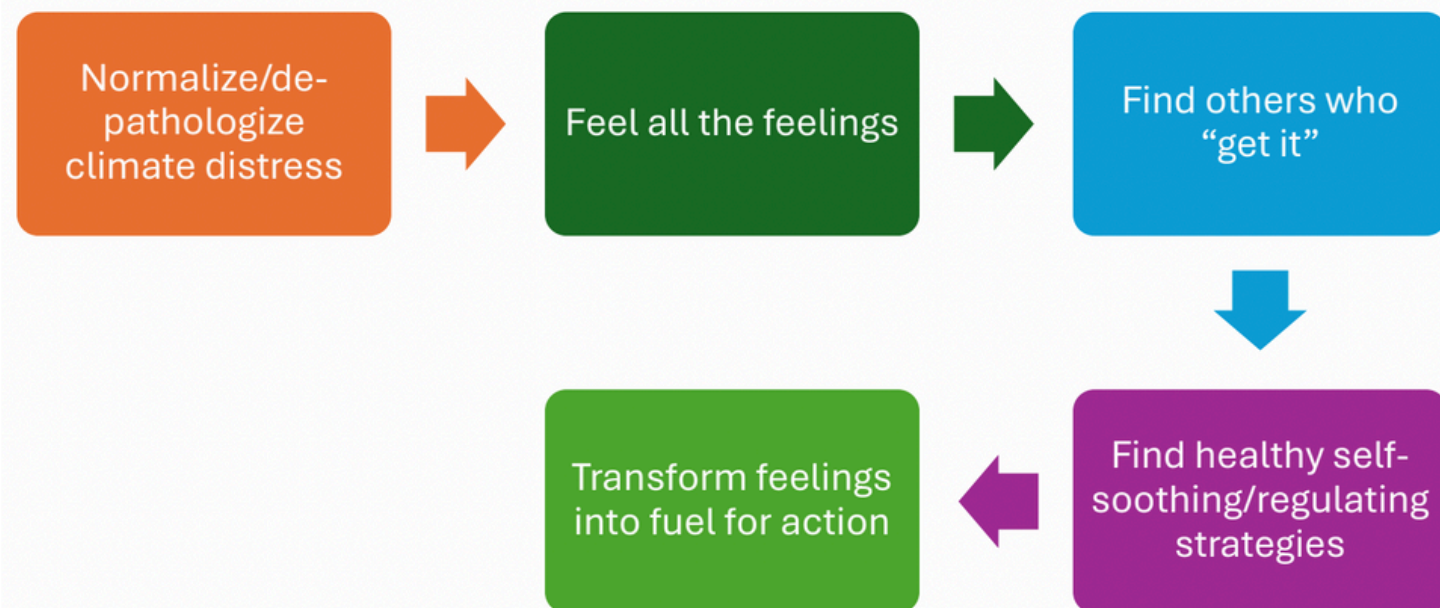 Normalize/de-
pathologize
climate distress
Feel all the feelings
Find others who
“get it”
Find healthy self-
soothing/regulating
strategies
Transform feelings
into fuel for action